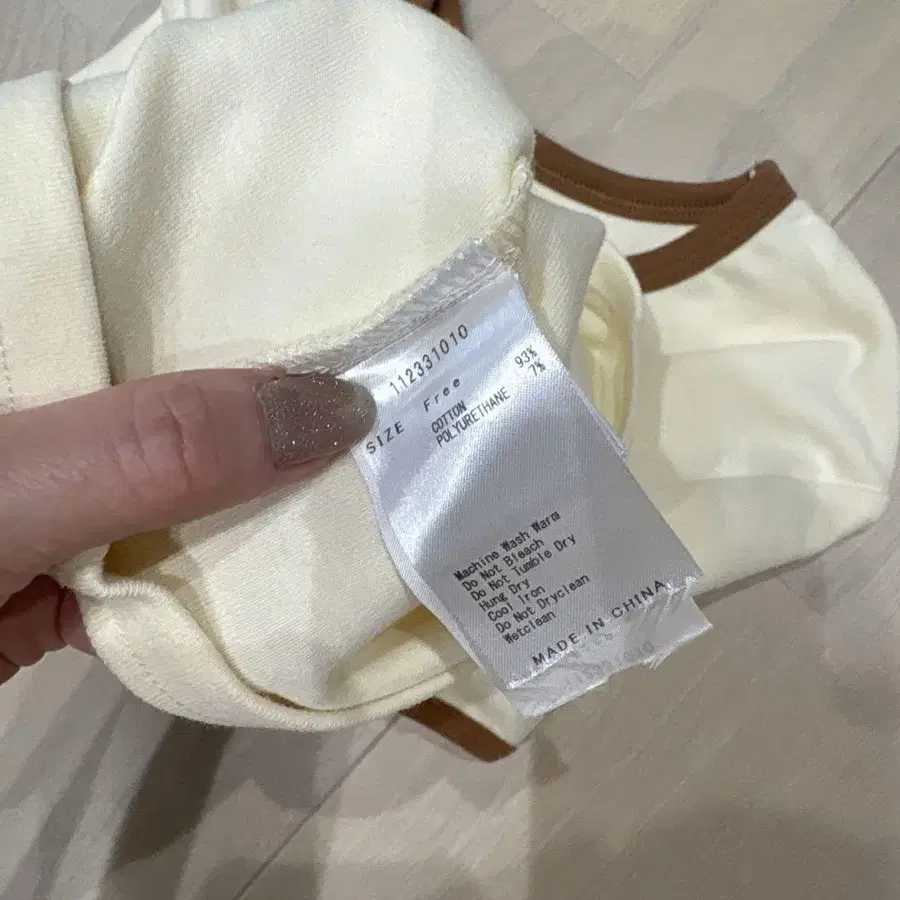 112331010
SIZE Free
COTTON 93%
POLYURETHANE 7%
Machine Wash Warm
Do Not Bleach
Do Not Tumble Dry
Hung Dry
Cool Iron
Do Not Dryclean
Wetclean
MADE IN CHINA